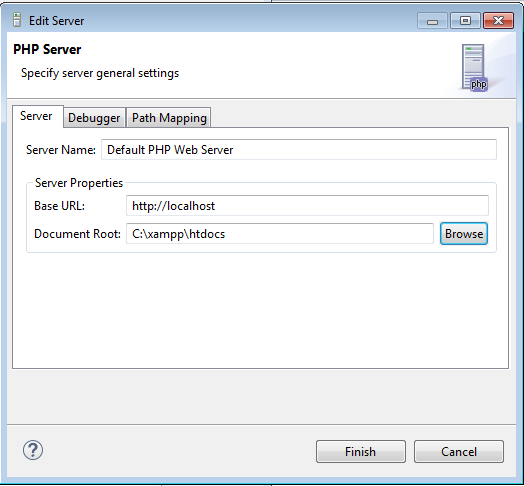 Edit Server
PHP Server
Specify server general settings
php
Server Debugger Path Mapping
Server Name: Default PHP Web Server
Server Properties
Base URL: http://localhost
Document Root: C:\xampp\htdocs Browse
? Finish Cancel